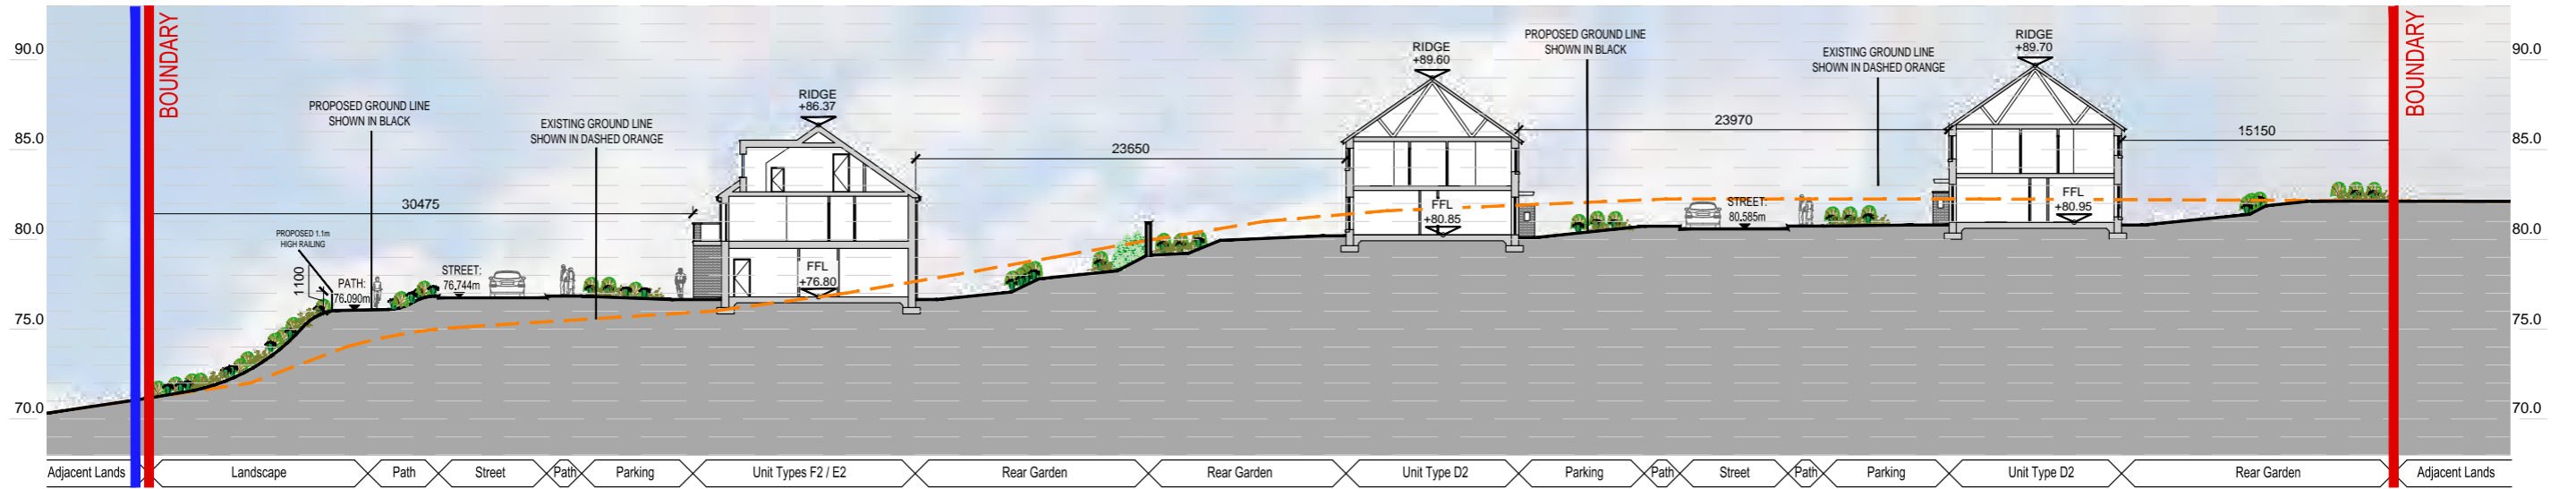 90.0
85.0
80.0
75.0
70.0
BOUNDARY
PROPOSED GROUND LINE
SHOWN IN BLACK
EXISTING GROUND LINE
SHOWN IN DASHED ORANGE
30475
PROPOSED 1.1m
HIGH RAILING
1100
PATH:
76.090m
STREET:
76.744m
RIDGE
+86.37
FFL
+76.80
23650
RIDGE
+89.60
FFL
+80.85
PROPOSED GROUND LINE
SHOWN IN BLACK
23970
STREET:
80.585m
EXISTING GROUND LINE
SHOWN IN DASHED ORANGE
RIDGE
+89.70
FFL
+80.95
15150
BOUNDARY
90.0
85.0
80.0
75.0
70.0
Adjacent Lands
Landscape
Path
Street
Path
Parking
Unit Types F2 / E2
Rear Garden
Rear Garden
Unit Type D2
Parking
Path
Street
Path
Parking
Unit Type D2
Rear Garden
Adjacent Lands